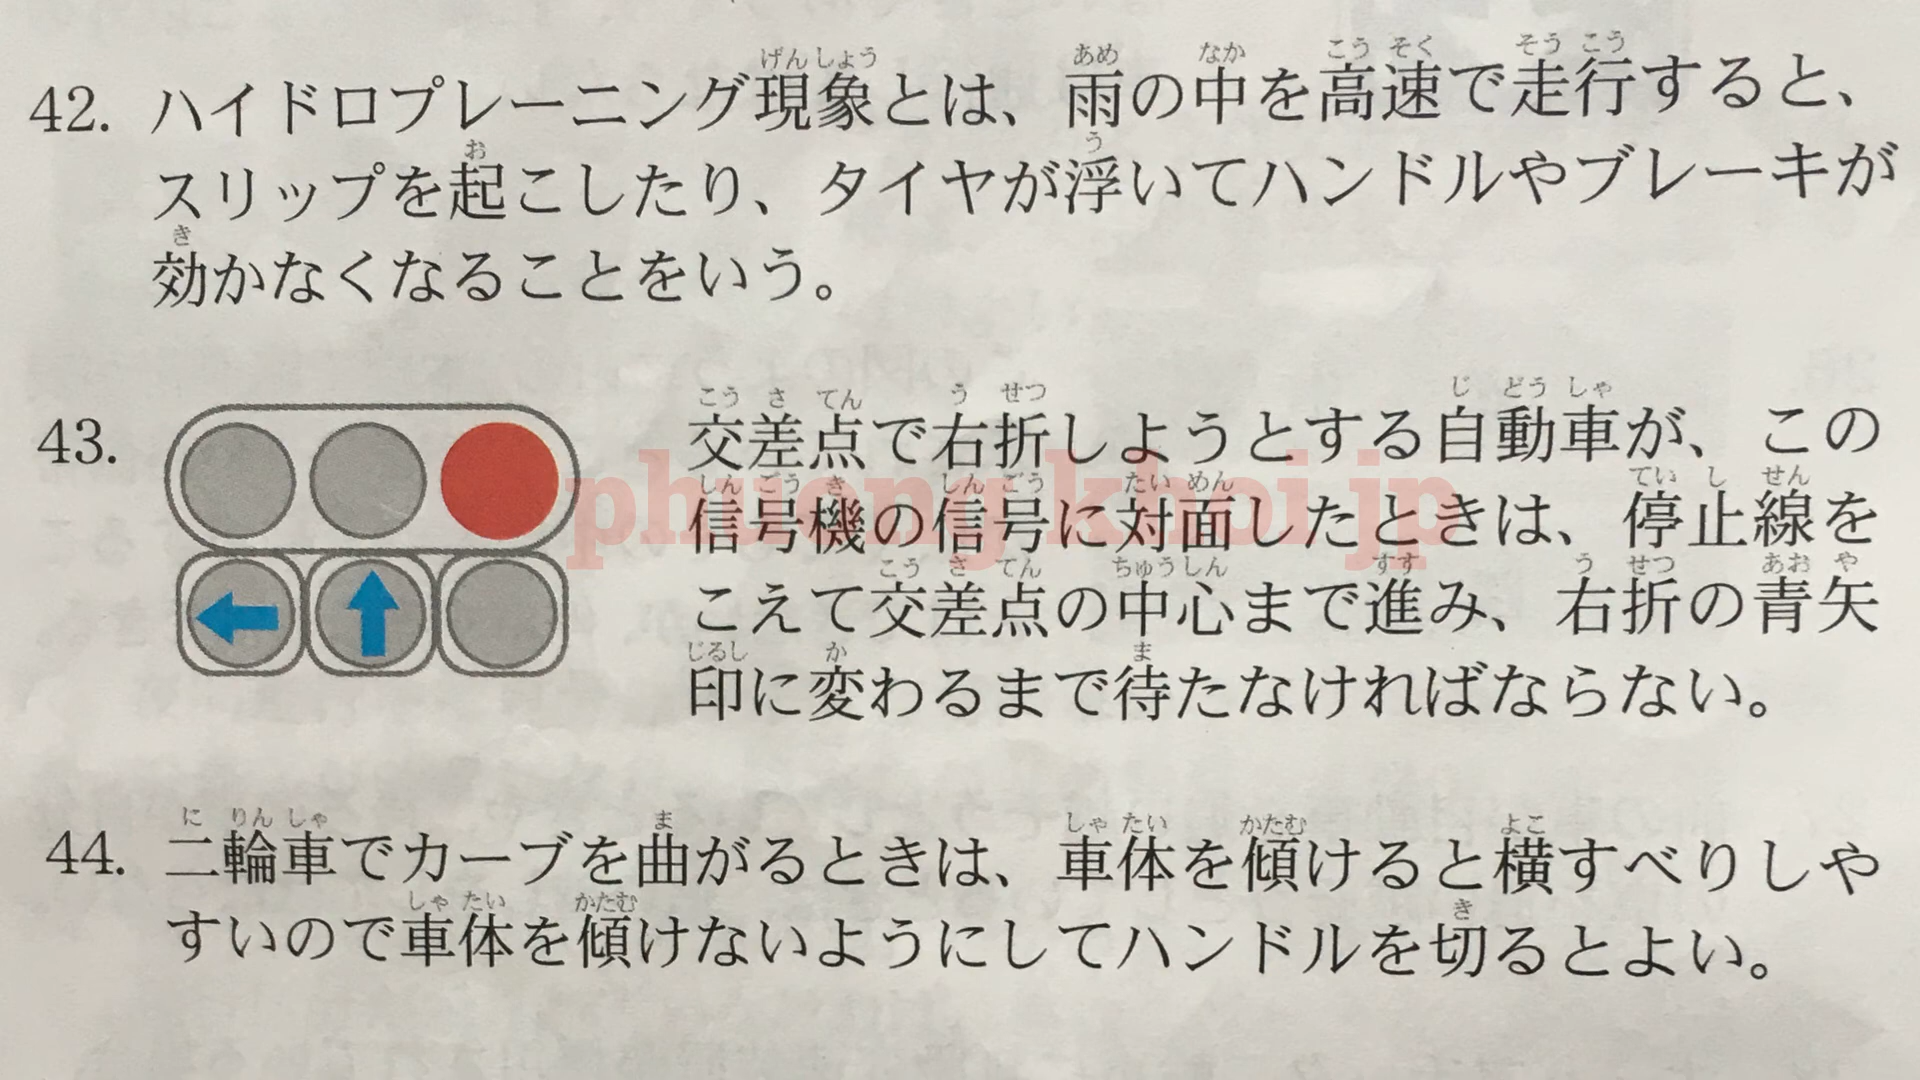 42. ハイドロプレーニング現象とは、雨の中を高速で走行すると、
スリップを起こしたり、タイヤが浮いてハンドルやブレーキが
効かなくなることをいう。
43. 交差点で右折しようとする自動車が、この
信号機の信号に対面したときは、停止線を
こえて交差点の中心まで進み、右折の青矢
印に変わるまで待たなければならない。
phuong khoi jp
44. 二輪車でカーブを曲がるときは、車体を傾けると横すべりしや
すいので車体を傾けないようにしてハンドルを切るとよい。